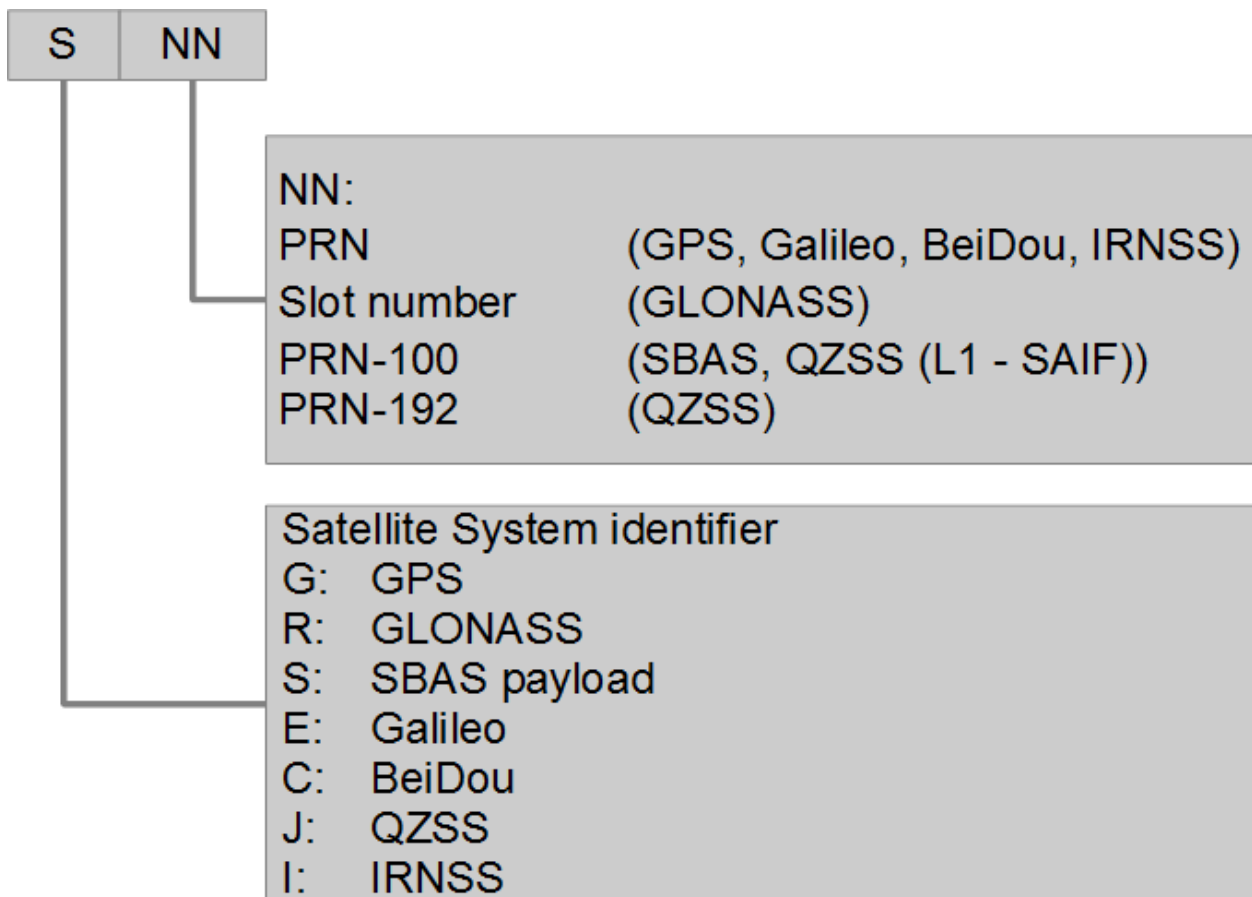 S NN
NN:
PRN (GPS, Galileo, BeiDou, IRNSS)
Slot number (GLONASS)
PRN-100 (SBAS, QZSS (L1 - SAIF))
PRN-192 (QZSS)
Satellite System identifier
G: GPS
R: GLONASS
S: SBAS payload
E: Galileo
C: BeiDou
J: QZSS
I: IRNSS